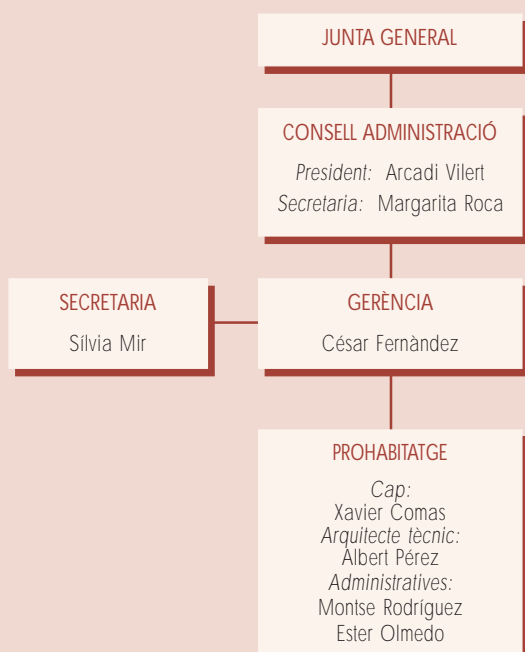 JUNTA GENERAL
CONSELL ADMINISTRACIÓ
President: Arcadi Vilert
Secretaria: Margarita Roca
SECRETARIA
Sílvia Mir
GERÈNCIA
César Fernàndez
PROHABITATGE
Cap:
Xavier Comas
Arquitecte tècnic:
Albert Pérez
Administratives:
Montse Rodríguez
Ester Olmedo